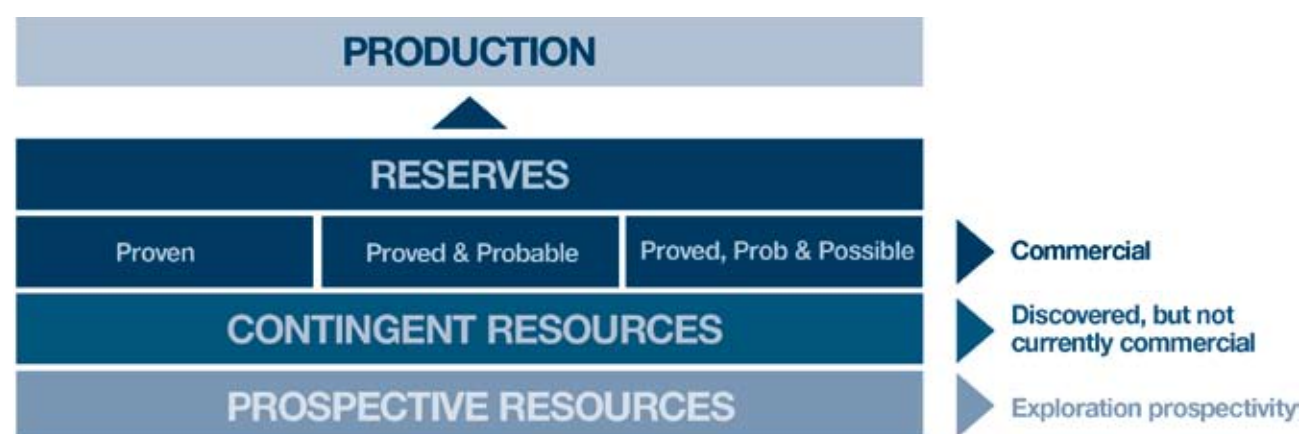 PRODUCTION
RESERVES
Proven
Proved & Probable
Proved, Prob & Possible
Commercial
CONTINGENT RESOURCES
Discovered, but not
currently commercial
PROSPECTIVE RESOURCES
Exploration prospectivity